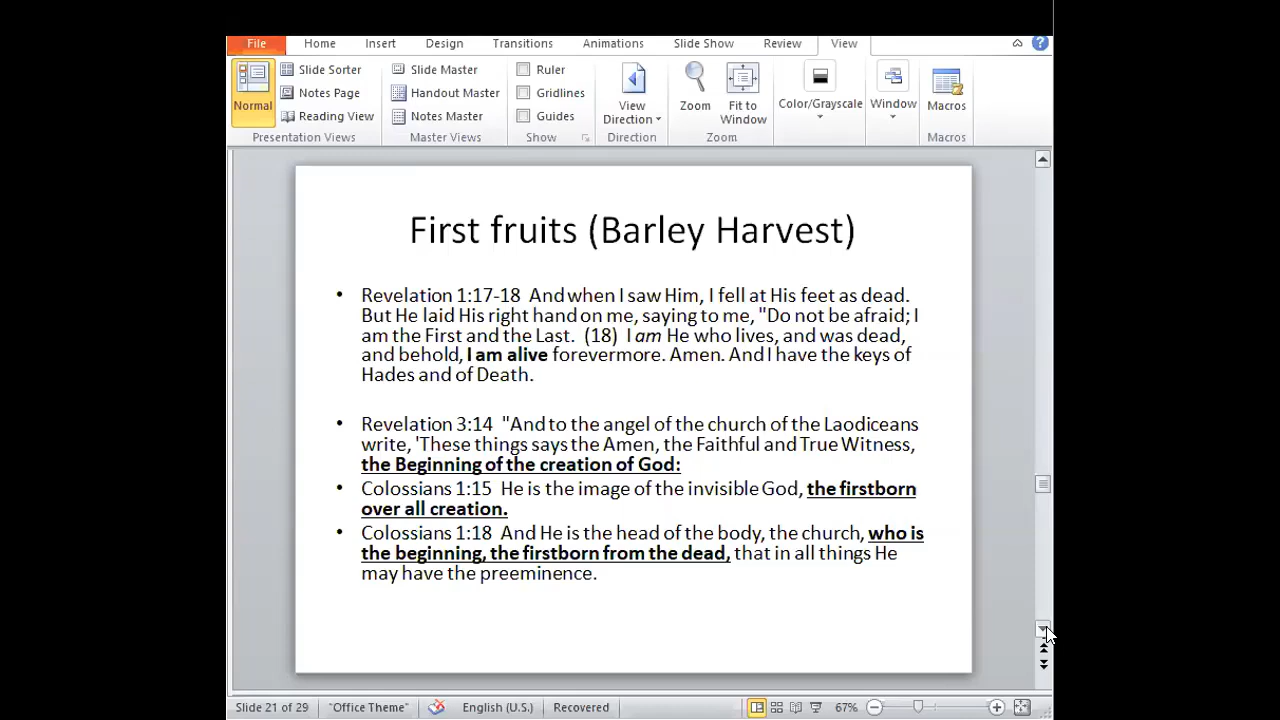 File Home Insert Design Transitions Animations Slide Show Review View
Normal
Slide Sorter
Notes Page
Reading View
Presentation Views
Slide Master
Handout Master
Notes Master
Master Views
Ruler
Gridlines
Guides
Show
View Direction
Direction
Zoom
Fit to Window
Zoom
Color/Grayscale
Window
Macros
Macros
First fruits (Barley Harvest)
• Revelation 1:17-18 And when I saw Him, I fell at His feet as dead.
But He laid His right hand on me, saying to me, "Do not be afraid; I
am the First and the Last. (18) I am He who lives, and was dead,
and behold, I am alive forevermore. Amen. And I have the keys of
Hades and of Death.
• Revelation 3:14 "And to the angel of the church of the Laodiceans
write, 'These things says the Amen, the Faithful and True Witness,
the Beginning of the creation of God:
• Colossians 1:15 He is the image of the invisible God, the firstborn
over all creation.
• Colossians 1:18 And He is the head of the body, the church, who is
the beginning, the firstborn from the dead, that in all things He
may have the preeminence.
Slide 21 of 29 "Office Theme" English (U.S.) Recovered 67%